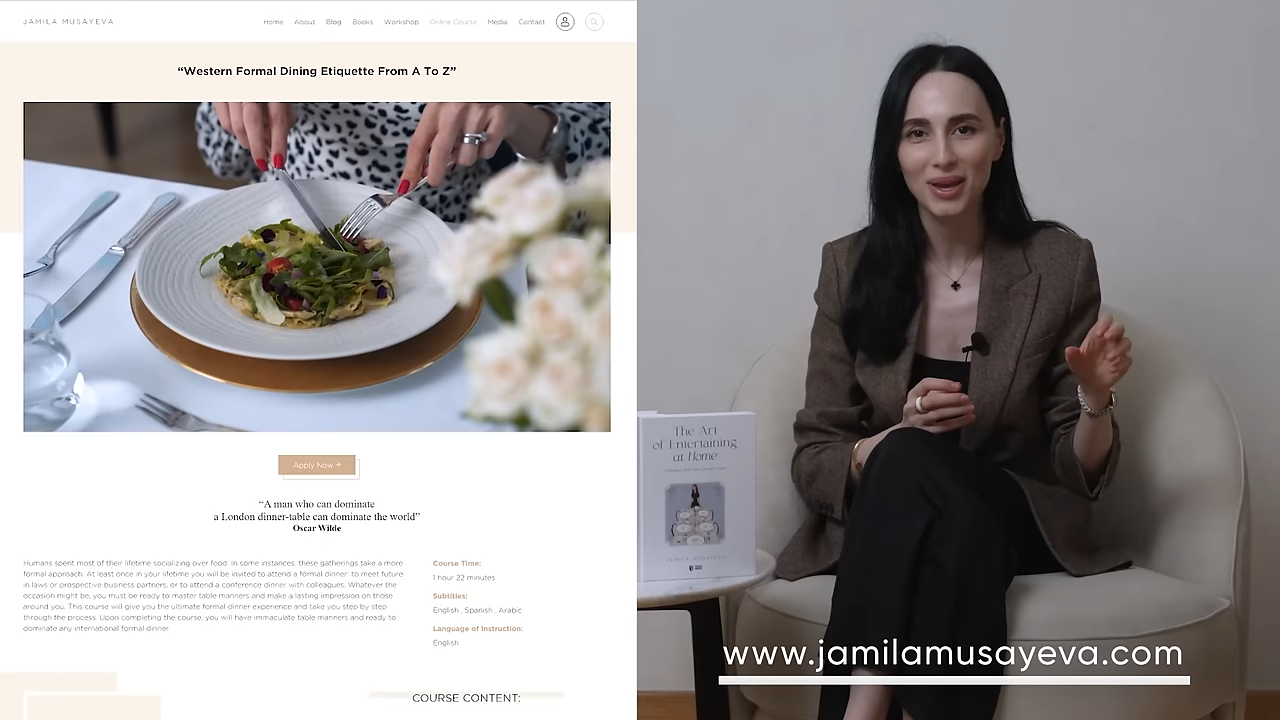 JAMILA MUSAYEVA
Home About Blog Books Workshop Online Course Media Contact
“Western Formal Dining Etiquette From A To Z”
Apply Now →
“A man who can dominate
a London dinner-table can dominate the world”
Oscar Wilde
Humans spent most of their lifetime socializing over food. In some instances, these gatherings take a more
formal approach. At least once in your lifetime you will be invited to attend a formal dinner: to meet future
in laws or prospective business partners, or to attend a conference dinner with colleagues. Whatever the
occasion might be, you must be ready to master table manners and make a lasting impression on those
around you. This course will give you the ultimate formal dinner experience and take you step by step
through the process. Upon completing the course, you will have immaculate table manners and ready to
dominate any international formal dinner.
Course Time:
1 hour 22 minutes
Subtitles:
English , Spanish , Arabic
Language of Instruction:
English
COURSE CONTENT:
The Art
of Entertaining
at Home
JAMILA MUSAYEVA
www.jamilamusayeva.com